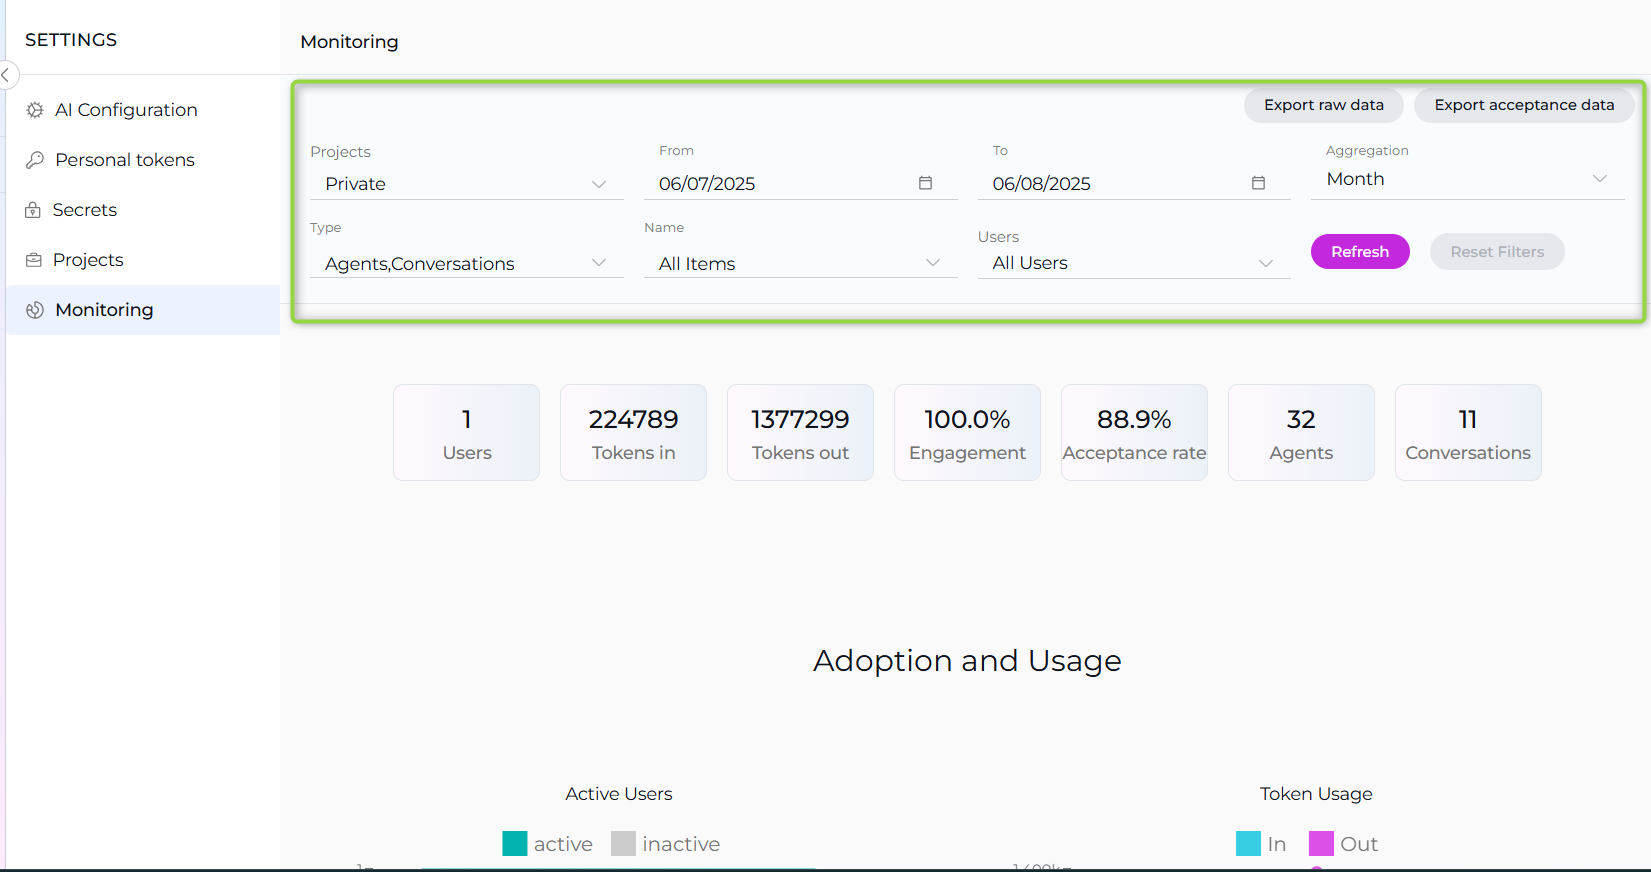 SETTINGS
Monitoring
AI Configuration
Personal tokens
Secrets
Projects
Monitoring
Export raw data
Export acceptance data
Projects
From
To
Aggregation
Private
06/07/2025
06/08/2025
Month
Type
Name
Users
Agents,Conversations
All Items
All Users
Refresh
Reset Filters
1
Users
224789
Tokens in
1377299
Tokens out
100.0%
Engagement
88.9%
Acceptance rate
32
Agents
11
Conversations
Adoption and Usage
Active Users
active
inactive
Token Usage
In
Out